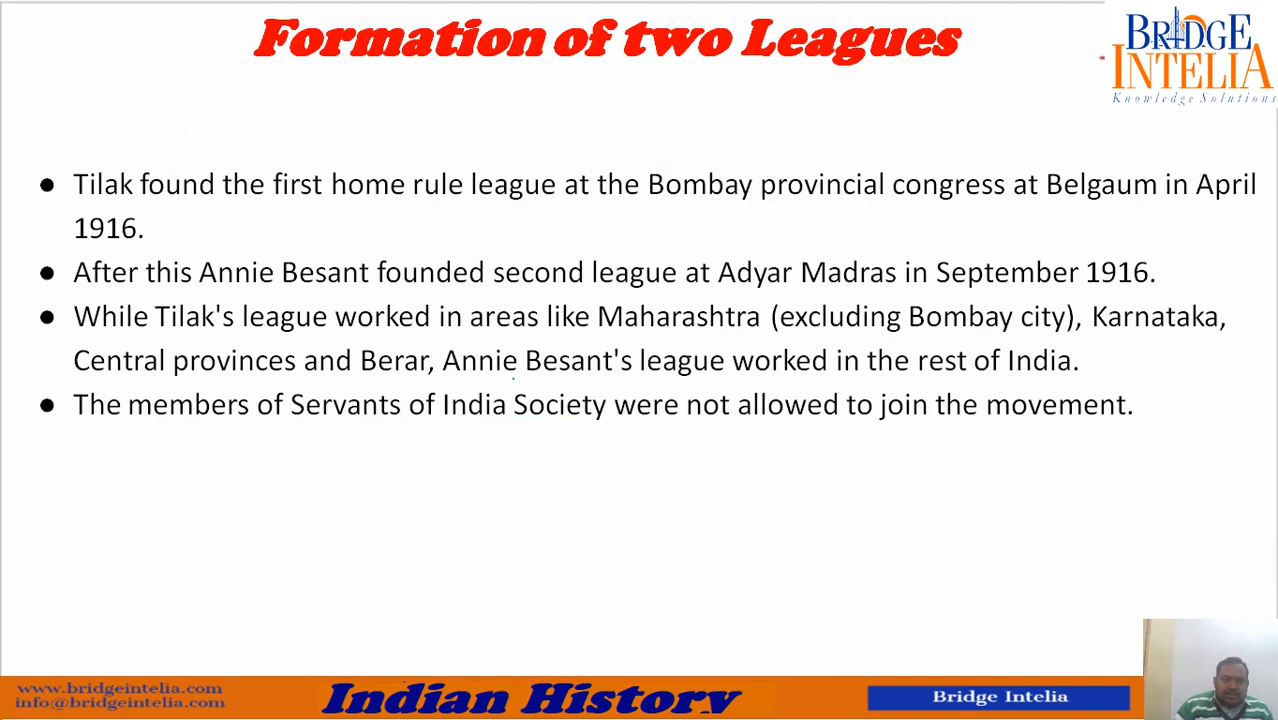 Formation of two Leagues
BRIDGE
INTELIA
Knowledge Solutions
● Tilak found the first home rule league at the Bombay provincial congress at Belgaum in April
1916.
● After this Annie Besant founded second league at Adyar Madras in September 1916.
● While Tilak's league worked in areas like Maharashtra (excluding Bombay city), Karnataka,
Central provinces and Berar, Annie Besant's league worked in the rest of India.
● The members of Servants of India Society were not allowed to join the movement.
www.bridgeintelia.com
info@bridgeintelia.com
Indian History
Bridge Intelia